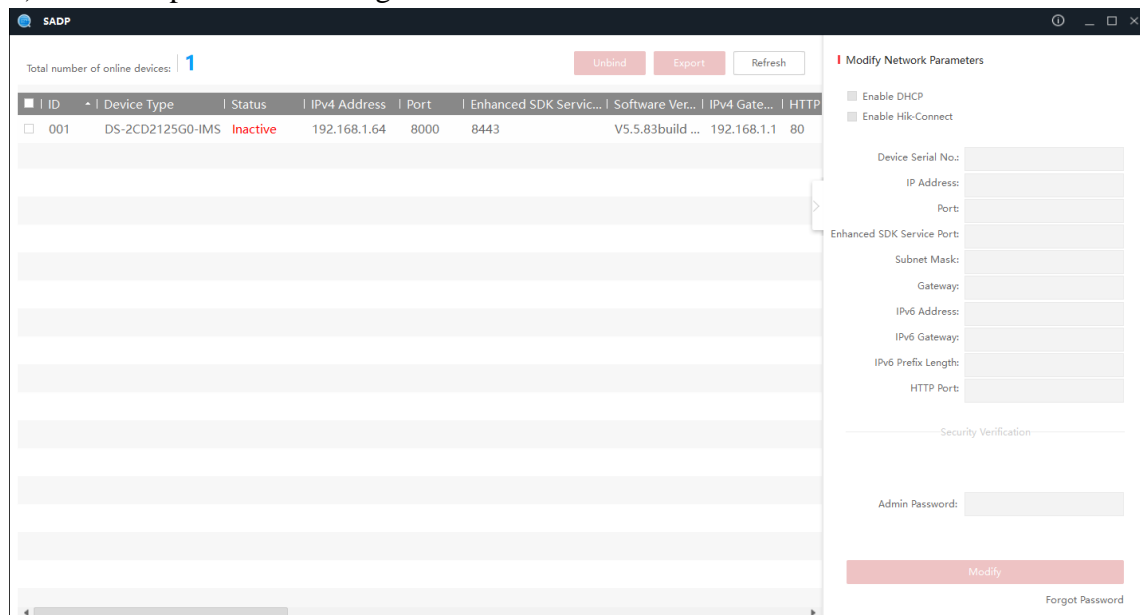 SADP
Total number of online devices: 1
Unbind
Export
Refresh
ID
Device Type
Status
IPv4 Address
Port
Enhanced SDK Servic...
Software Ver...
IPv4 Gate...
HTTP
001
DS-2CD2125G0-IMS
Inactive
192.168.1.64
8000
8443
V5.5.83build ...
192.168.1.1
80
Modify Network Parameters
Enable DHCP
Enable Hik-Connect
Device Serial No.:
IP Address:
Port:
Enhanced SDK Service Port:
Subnet Mask:
Gateway:
IPv6 Address:
IPv6 Gateway:
IPv6 Prefix Length:
HTTP Port:
Security Verification
Admin Password:
Modify
Forgot Password